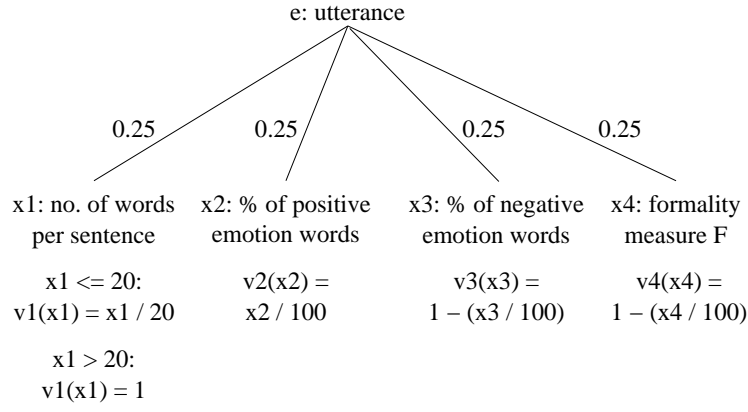 e: utterance
0.25 0.25 0.25 0.25
x1: no. of words x2: % of positive x3: % of negative x4: formality
per sentence emotion words emotion words measure F
x1 <= 20: v2(x2) = v3(x3) = v4(x4) =
v1(x1) = x1 / 20 x2 / 100 1 – (x3 / 100) 1 – (x4 / 100)
x1 > 20:
v1(x1) = 1